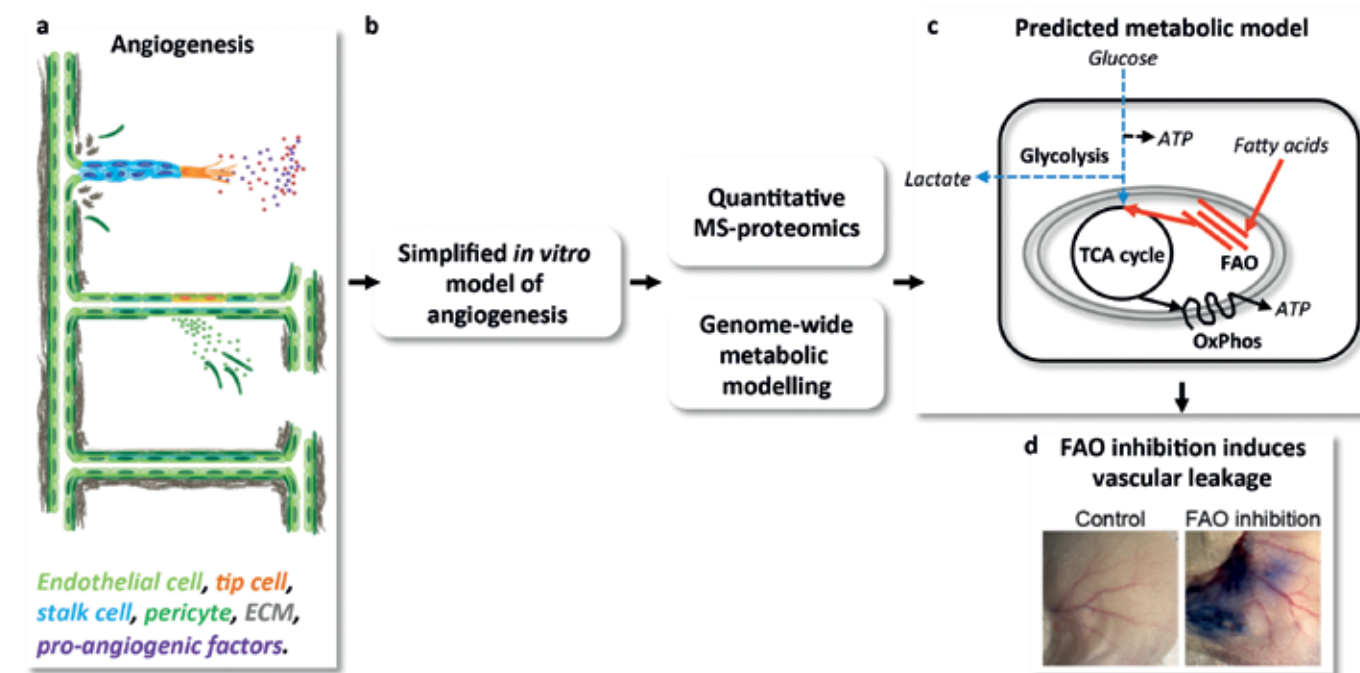 a
Angiogenesis
Endothelial cell, tip cell,
stalk cell, pericyte, ECM,
pro-angiogenic factors.
b
Simplified in vitro
model of
angiogenesis
Quantitative
MS-proteomics
Genome-wide
metabolic
modelling
c
Predicted metabolic model
Glucose
ATP
Glycolysis
Fatty acids
Lactate
TCA cycle
FAO
ATP
OxPhos
d
FAO inhibition induces
vascular leakage
Control
FAO inhibition